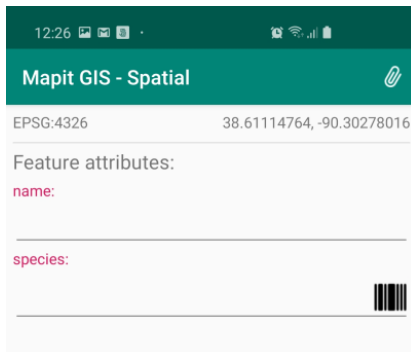 12:26
Mapit GIS - Spatial
EPSG:4326 38.61114764, -90.30278016
Feature attributes:
name:
species: